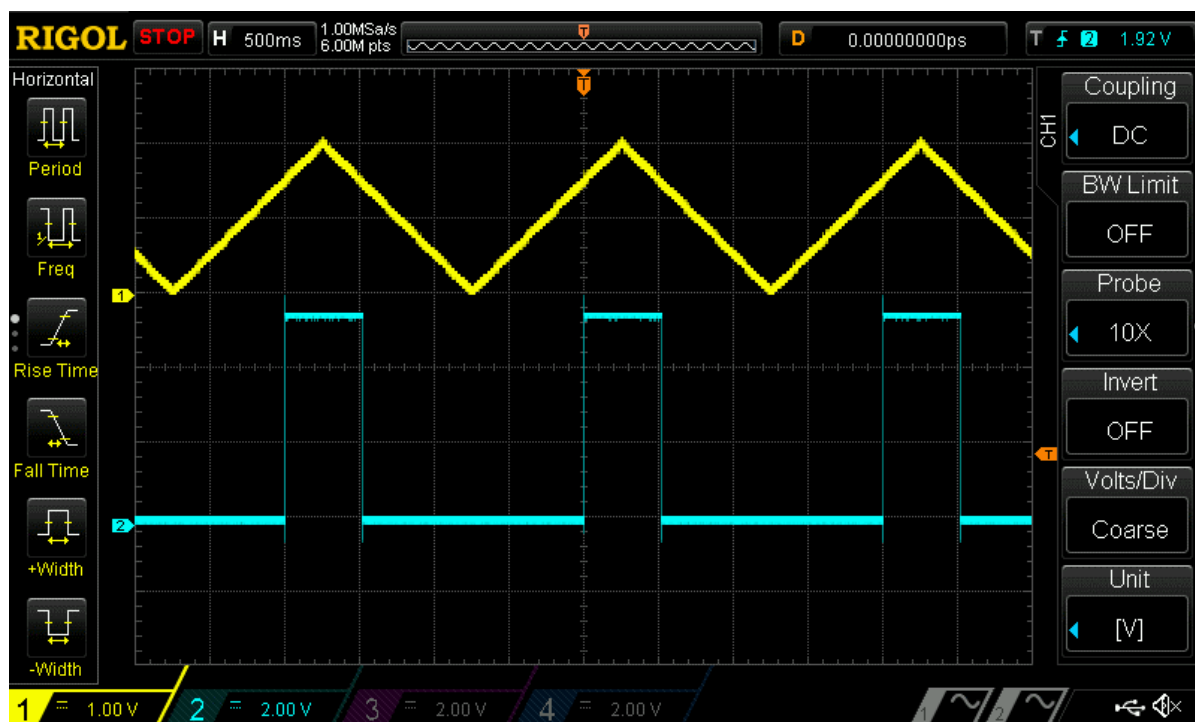 RIGOL STOP H 500ms 1.00MSa/s 6.00M pts T D 0.00000000ps T 2 1.92 V
Horizontal
Period
Freq
Rise Time
Fall Time
+Width
-Width
T
1
2
T
CH1
Coupling
DC
BW Limit
OFF
Probe
10X
Invert
OFF
Volts/Div
Coarse
Unit
[V]
1 = 1.00 V 2 = 2.00 V 3 = 2.00 V 4 = 2.00 V 1 2